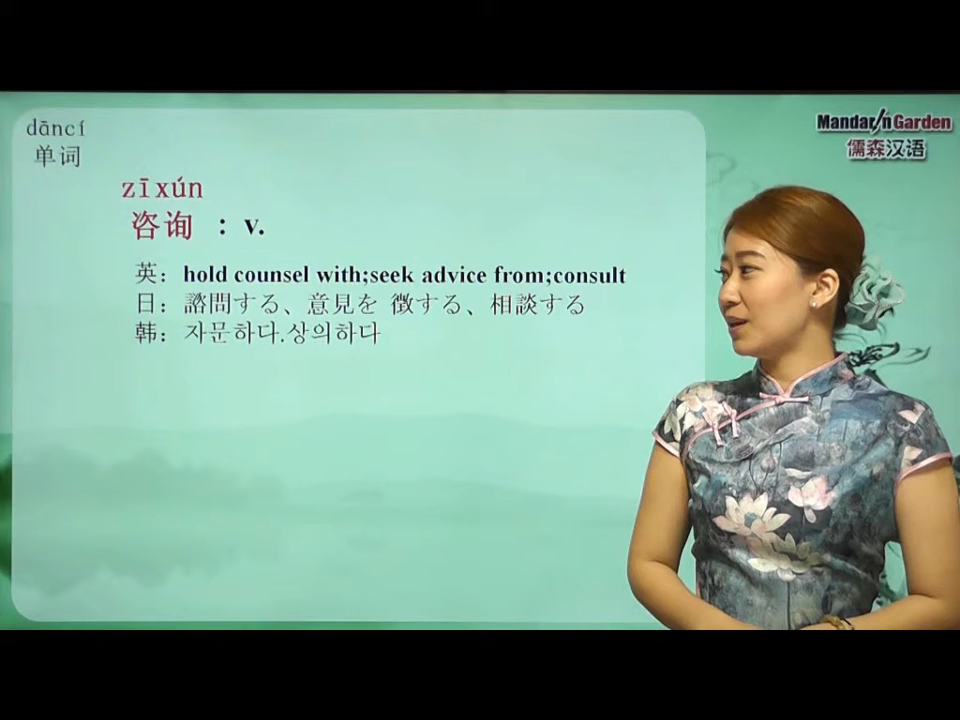 dāncí
单词
Mandarin Garden
儒森汉语
zīxún
咨询 : v.
英: hold counsel with;seek advice from;consult
日: 諮問する、意見を 徴する、相談する
韩: 자문하다.상의하다